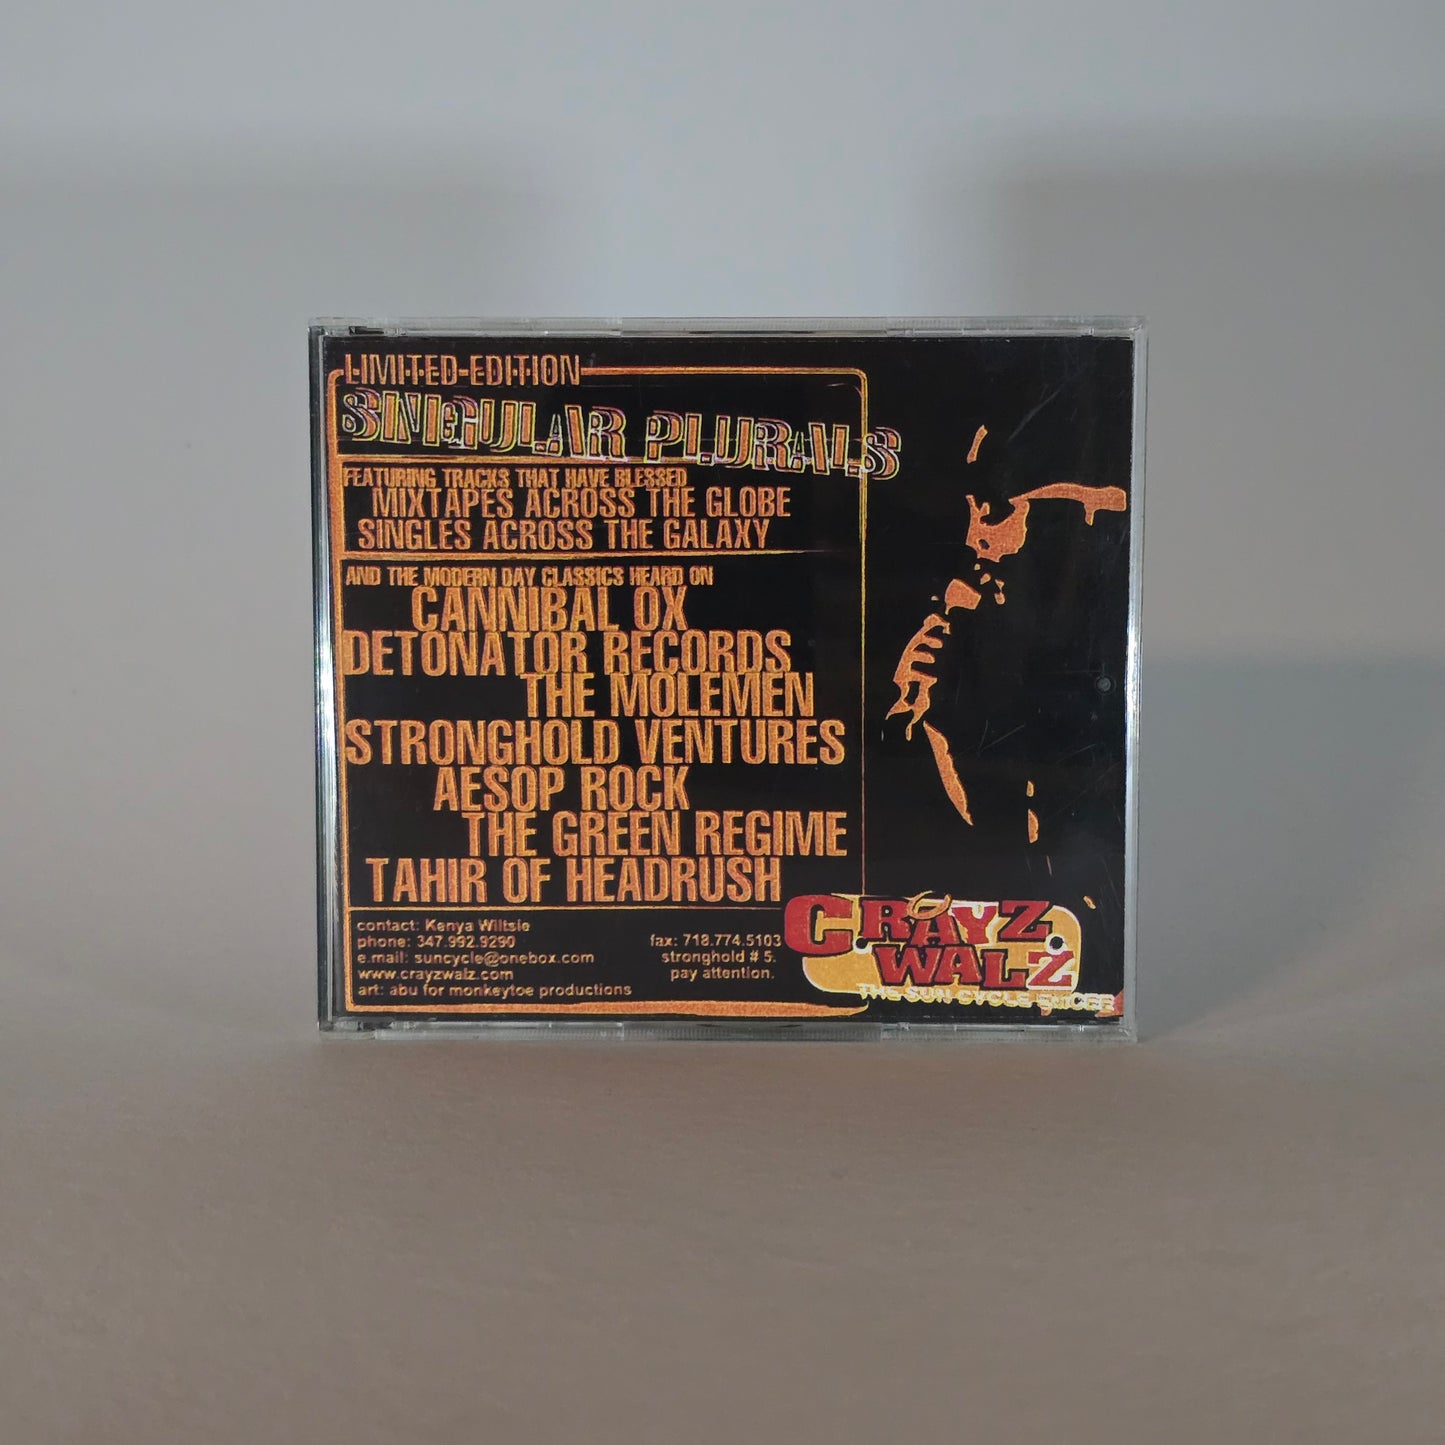 LIMITED-EDITION
SINGULAR PLURALS
FEATURING TRACKS THAT HAVE BLESSED
MIXTAPES ACROSS THE GLOBE
SINGLES ACROSS THE GALAXY
AND THE MODERN DAY CLASSICS HEARD ON
CANNIBAL OX
DETONATOR RECORDS
THE MOLEMEN
STRONGHOLD VENTURES
AESOP ROCK
THE GREEN REGIME
TAHIR OF HEADRUSH
contact: Kenya Wiltsie
phone: 347.992.9290
e.mail: suncycle@onebox.com
www.crayzwalz.com
art: abu for monkeytoe productions
fax: 718.774.5103
stronghold # 5.
pay attention.
C.RAYZ.
WALZ
THE SUN CYCLE